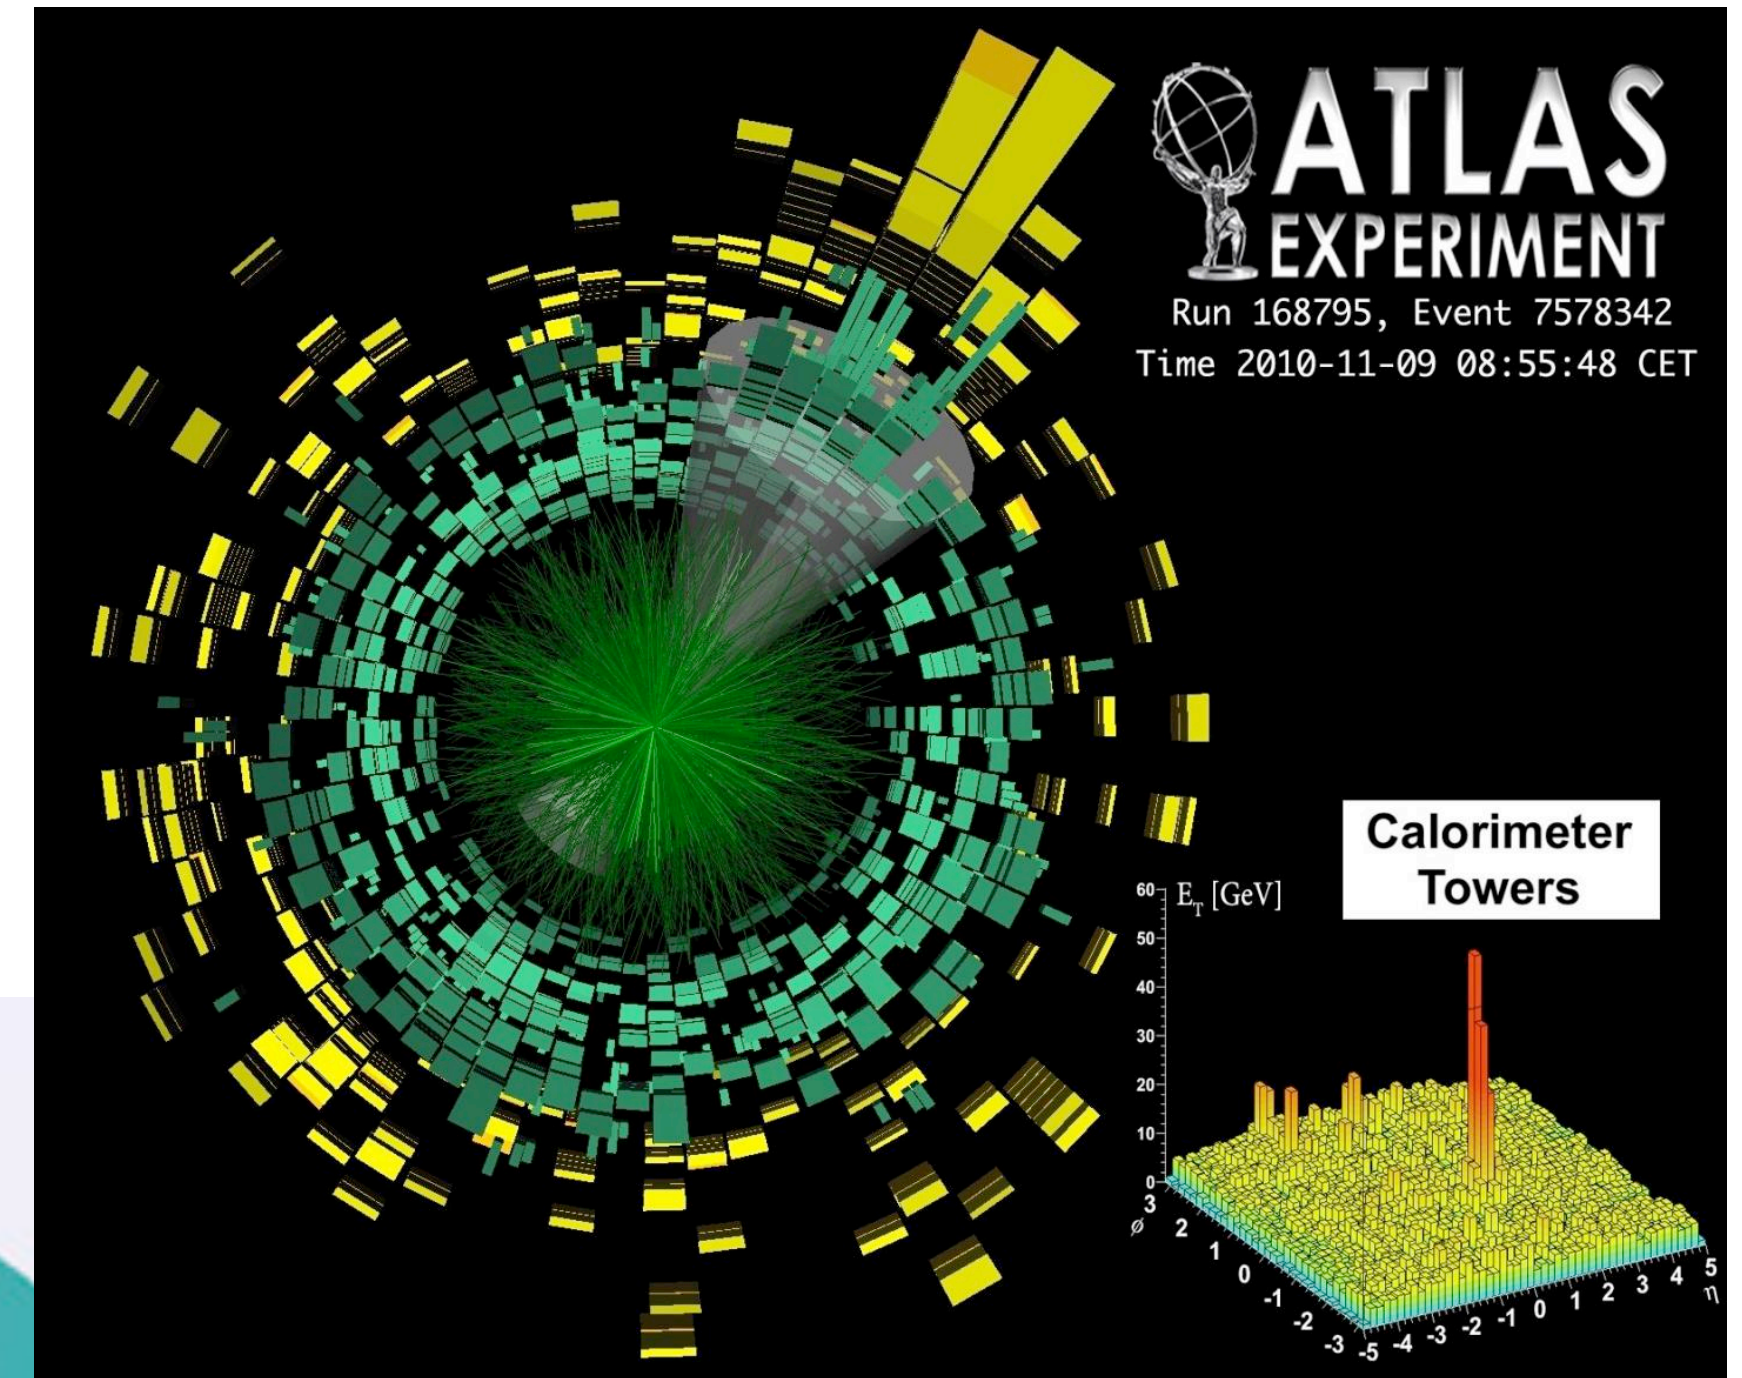 ATLAS
EXPERIMENT
Run 168795, Event 7578342
Time 2010-11-09 08:55:48 CET
Calorimeter
Towers
E_T [GeV]
60
50
40
30
20
10
0
3
2
1
0
-1
-2
-3
ø
-5
-4
-3
-2
-1
0
1
2
3
4
5
η